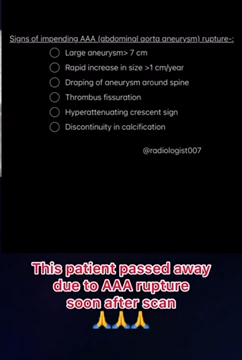 Signs of impending AAA (abdominal aorta aneurysm) rupture-:
Large aneurysm> 7 cm
Rapid increase in size >1 cm/year
Draping of aneurysm around spine
Thrombus fissuration
Hyperattenuating crescent sign
Discontinuity in calcification
@radiologist007
This patient passed away
due to AAA rupture
soon after scan
🙏🙏🙏